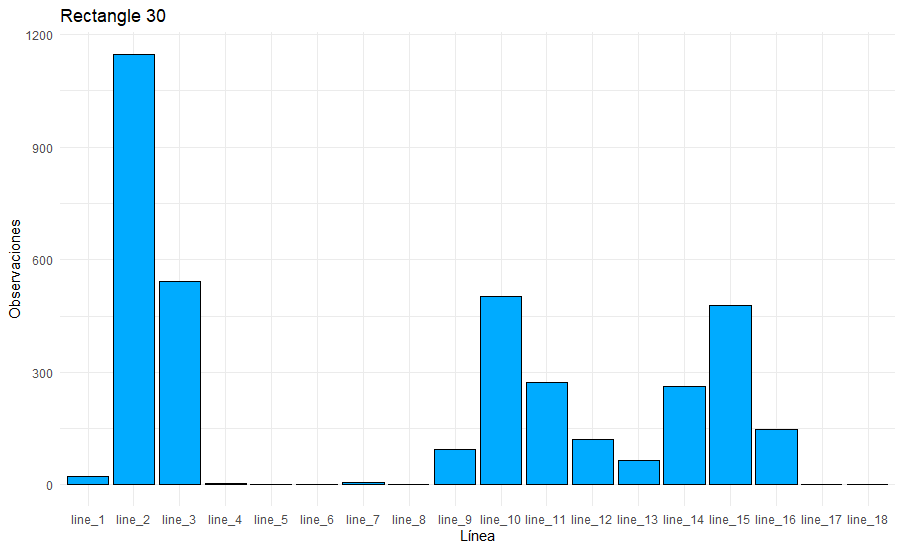 Rectangle 30
1200
900
600
300
0
Observaciones
line_1 line_2 line_3 line_4 line_5 line_6 line_7 line_8 line_9 line_10 line_11 line_12 line_13 line_14 line_15 line_16 line_17 line_18
Línea